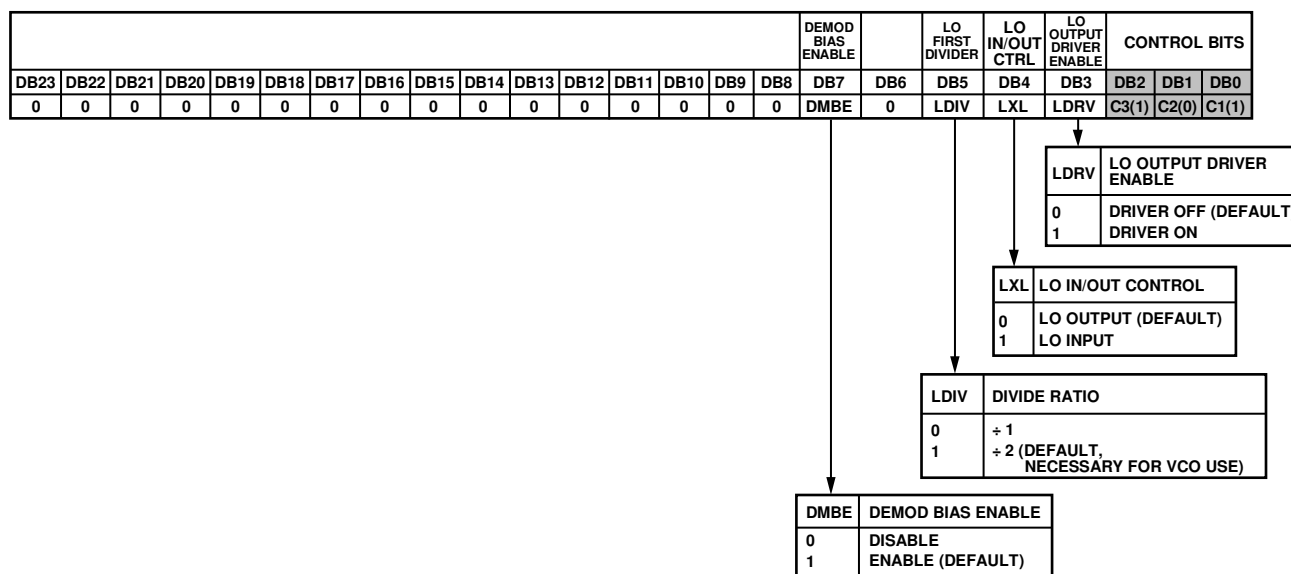 DEMOD BIAS ENABLE LO FIRST DIVIDER LO IN/OUT CTRL LO OUTPUT DRIVER ENABLE CONTROL BITS
DB23 DB22 DB21 DB20 DB19 DB18 DB17 DB16 DB15 DB14 DB13 DB12 DB11 DB10 DB9 DB8 DB7 DB6 DB5 DB4 DB3 DB2 DB1 DB0
0 0 0 0 0 0 0 0 0 0 0 0 0 0 0 0 DMBE 0 LDIV LXL LDRV C3(1) C2(0) C1(1)
LDRV LO OUTPUT DRIVER
ENABLE
0 DRIVER OFF (DEFAULT
1 DRIVER ON
LXL LO IN/OUT CONTROL
0 LO OUTPUT (DEFAULT)
1 LO INPUT
LDIV DIVIDE RATIO
0 ÷ 1
1 ÷ 2 (DEFAULT,
NECESSARY FOR VCO USE)
DMBE DEMOD BIAS ENABLE
0 DISABLE
1 ENABLE (DEFAULT)